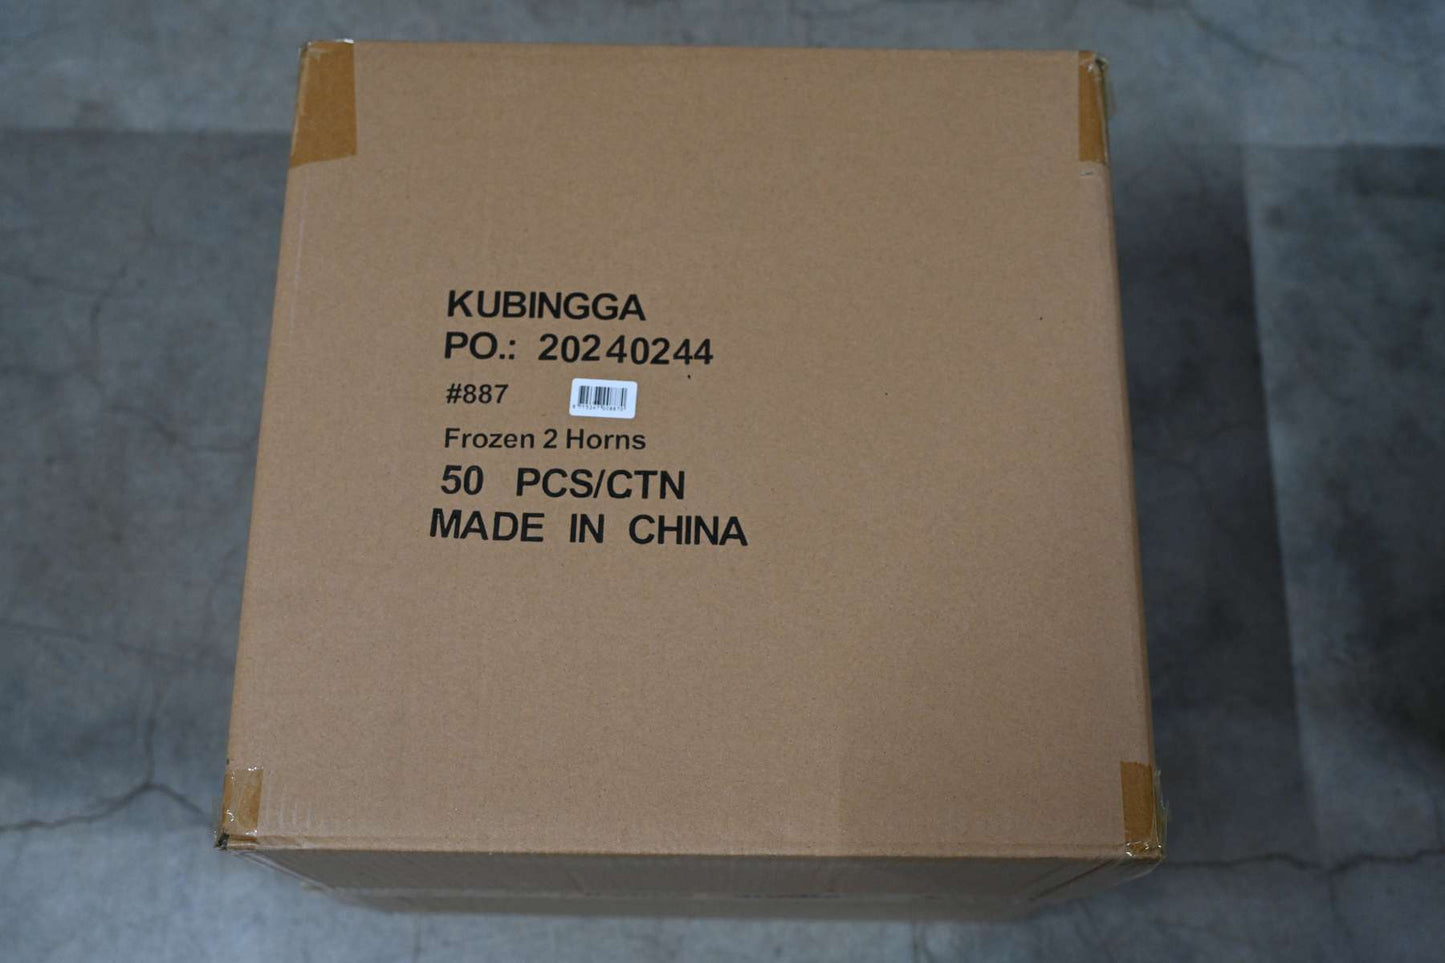 KUBINGGA
PO.: 20240244
#887
Frozen 2 Horns
50 PCS/CTN
MADE IN CHINA